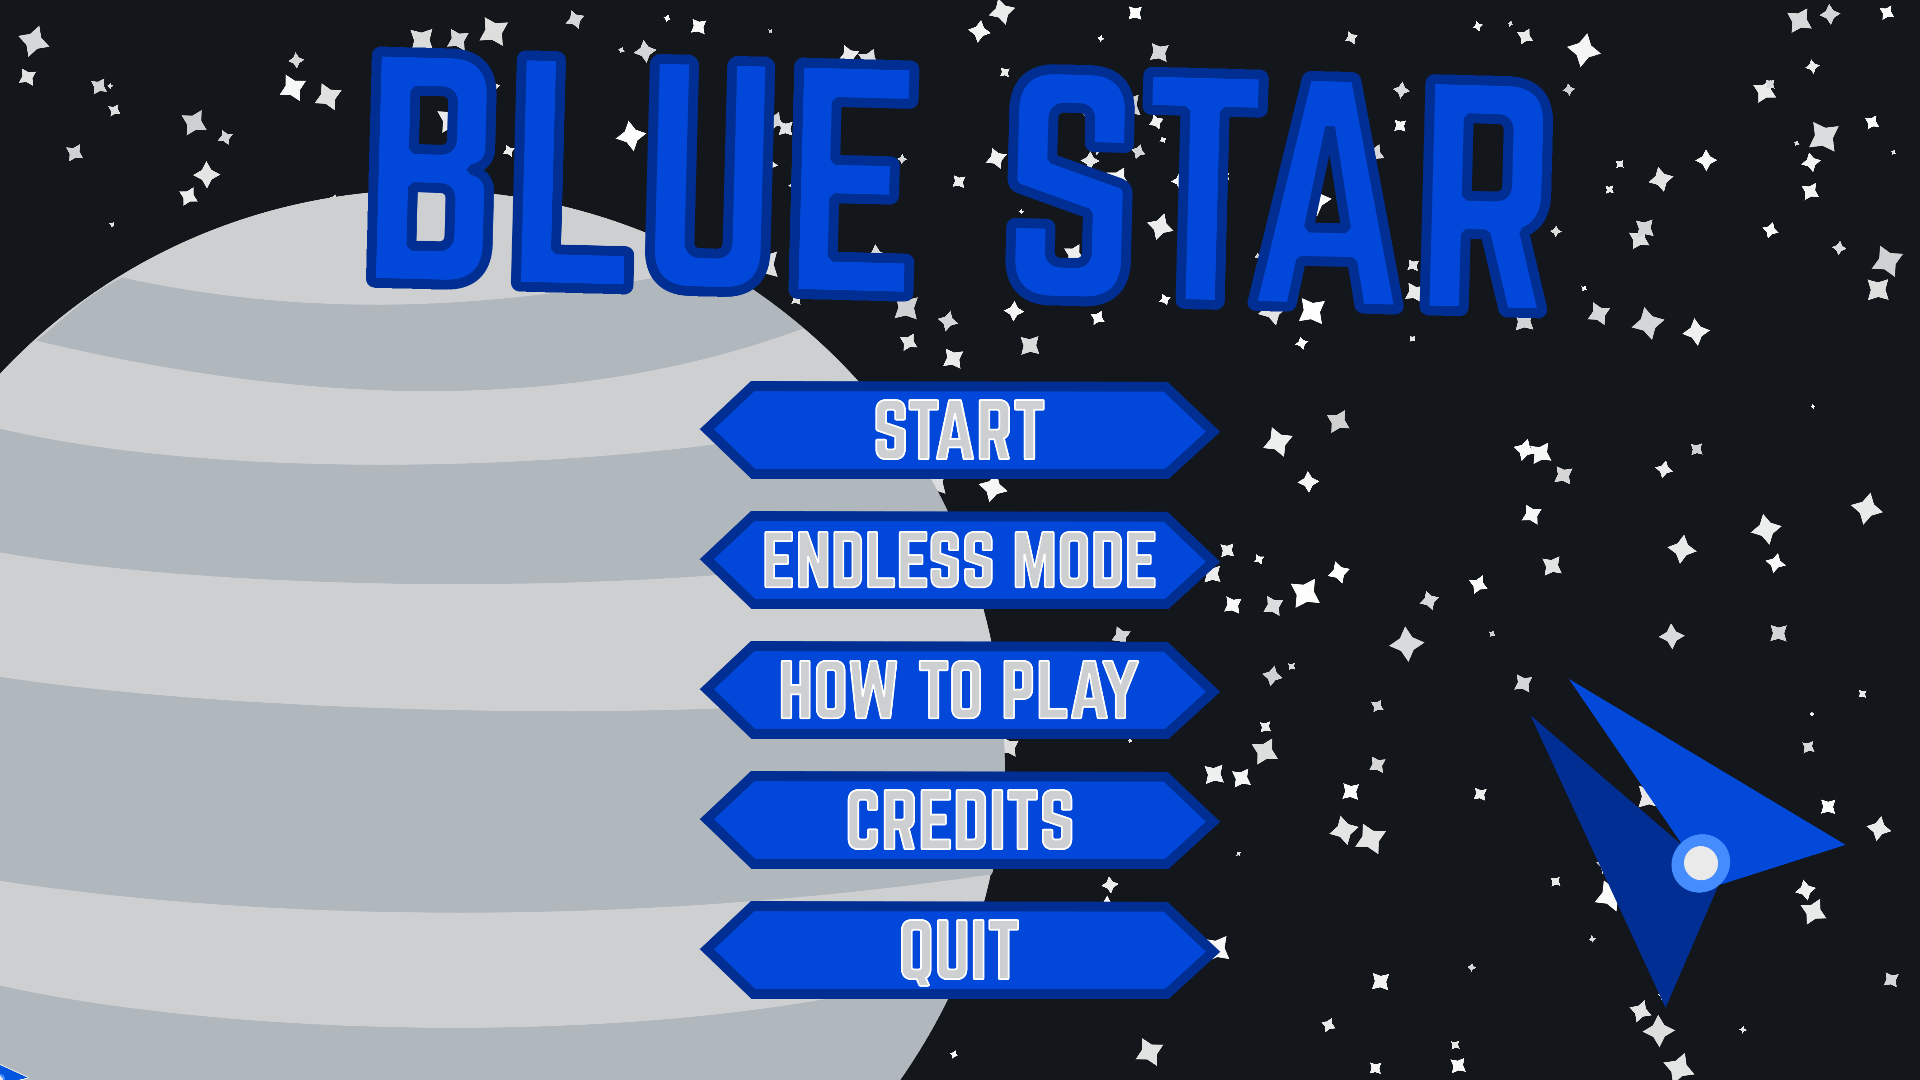 BLUE STAR
START
ENDLESS MODE
HOW TO PLAY
CREDITS
QUIT